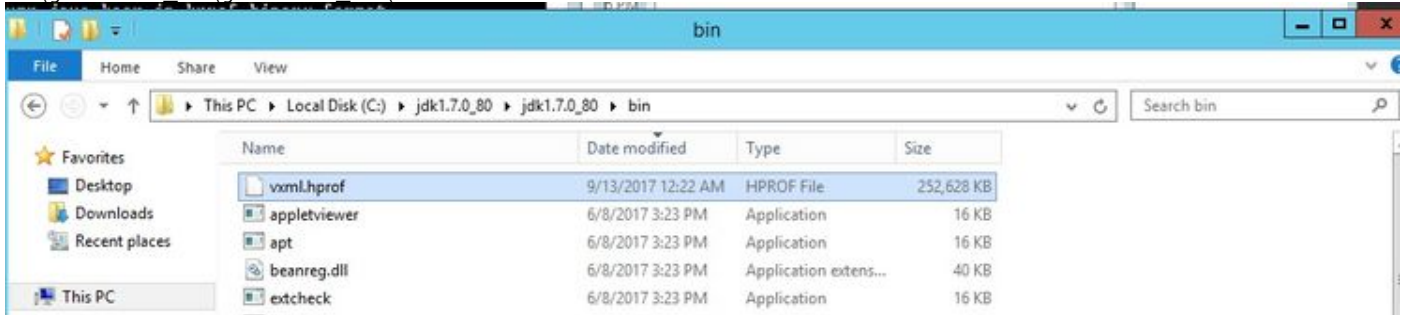 bin
File Home Share View
This PC Local Disk (C:) jdk1.7.0_80 jdk1.7.0_80 bin Search bin
Favorites
Desktop
Downloads
Recent places
This PC
Name Date modified Type Size
vxml.hprof 9/13/2017 12:22 AM HPROF File 252,628 KB
appletviewer 6/8/2017 3:23 PM Application 16 KB
apt 6/8/2017 3:23 PM Application 16 KB
beanreg.dll 6/8/2017 3:23 PM Application extens... 40 KB
extcheck 6/8/2017 3:23 PM Application 16 KB